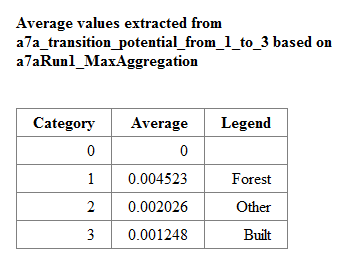 Average values extracted from
a7a_transition_potential_from_1_to_3 based on
a7aRun1_MaxAggregation
Category Average Legend
0 0
1 0.004523 Forest
2 0.002026 Other
3 0.001248 Built